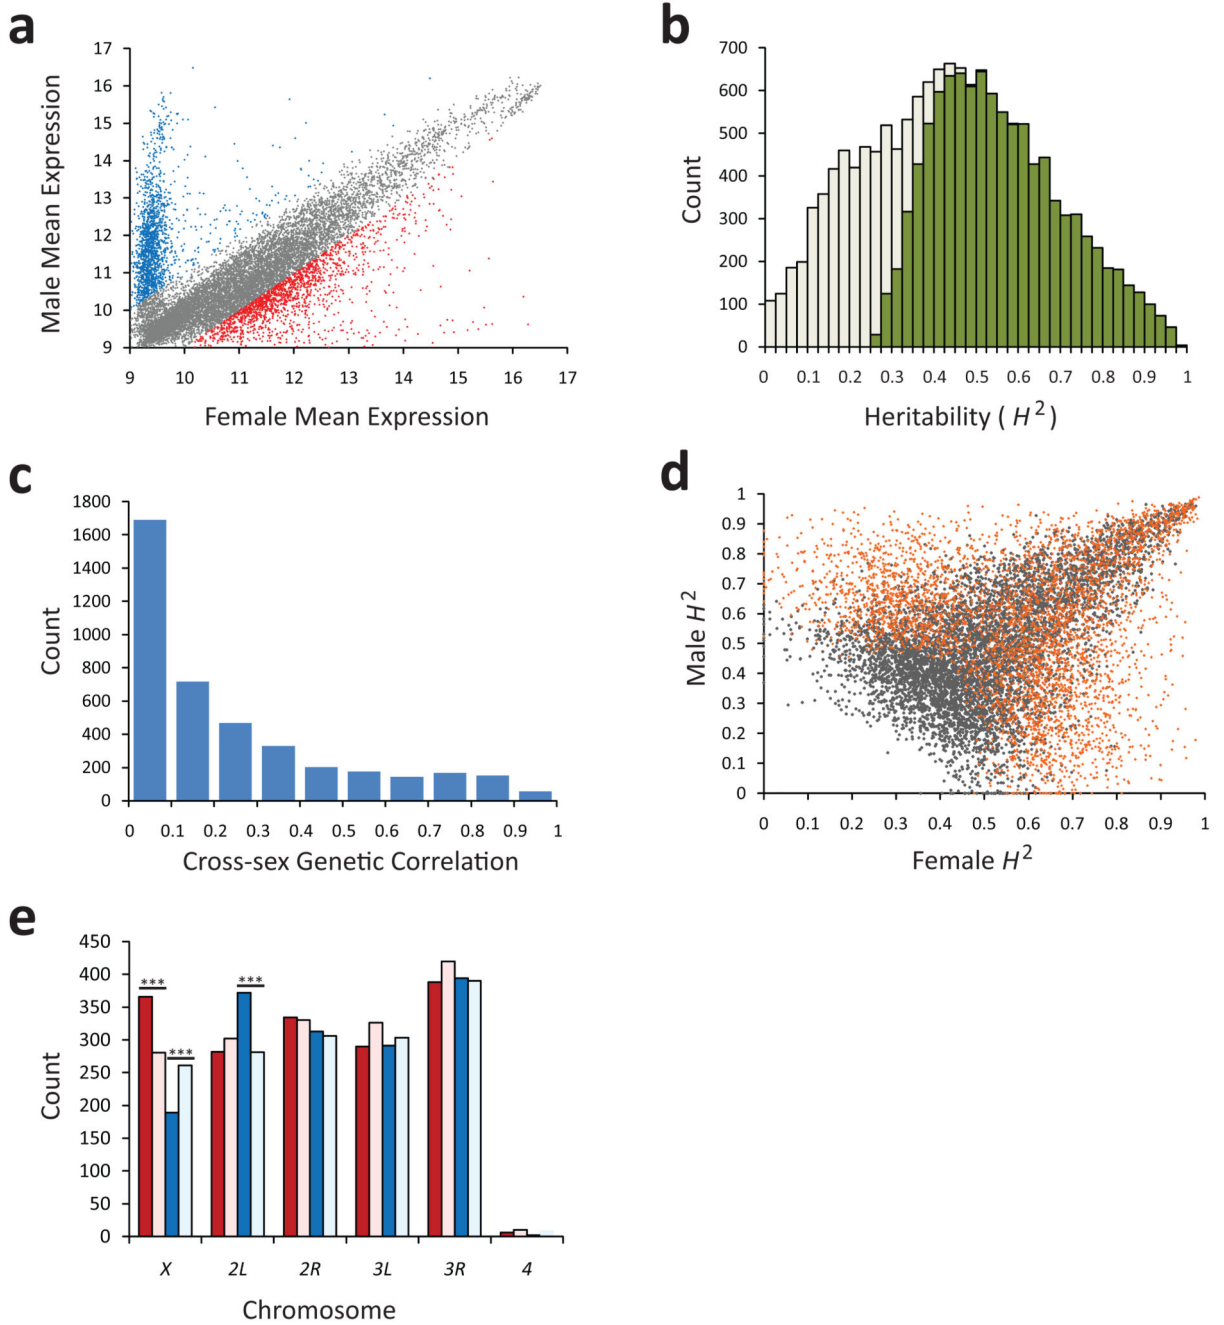 a
17
16
15
14
13
12
11
10
9
Male Mean Expression
9 10 11 12 13 14 15 16 17
Female Mean Expression
b
700
600
500
400
300
200
100
0
Count
0 0.1 0.2 0.3 0.4 0.5 0.6 0.7 0.8 0.9 1
Heritability ( H² )
c
1800
1600
1400
1200
1000
800
600
400
200
0
Count
0 0.1 0.2 0.3 0.4 0.5 0.6 0.7 0.8 0.9 1
Cross-sex Genetic Correlation
d
1
0.9
0.8
0.7
0.6
0.5
0.4
0.3
0.2
0.1
0
Male H²
0 0.1 0.2 0.3 0.4 0.5 0.6 0.7 0.8 0.9 1
Female H²
e
450
400
350
300
250
200
150
100
50
0
Count
*** ***
***
X 2L 2R 3L 3R 4
Chromosome